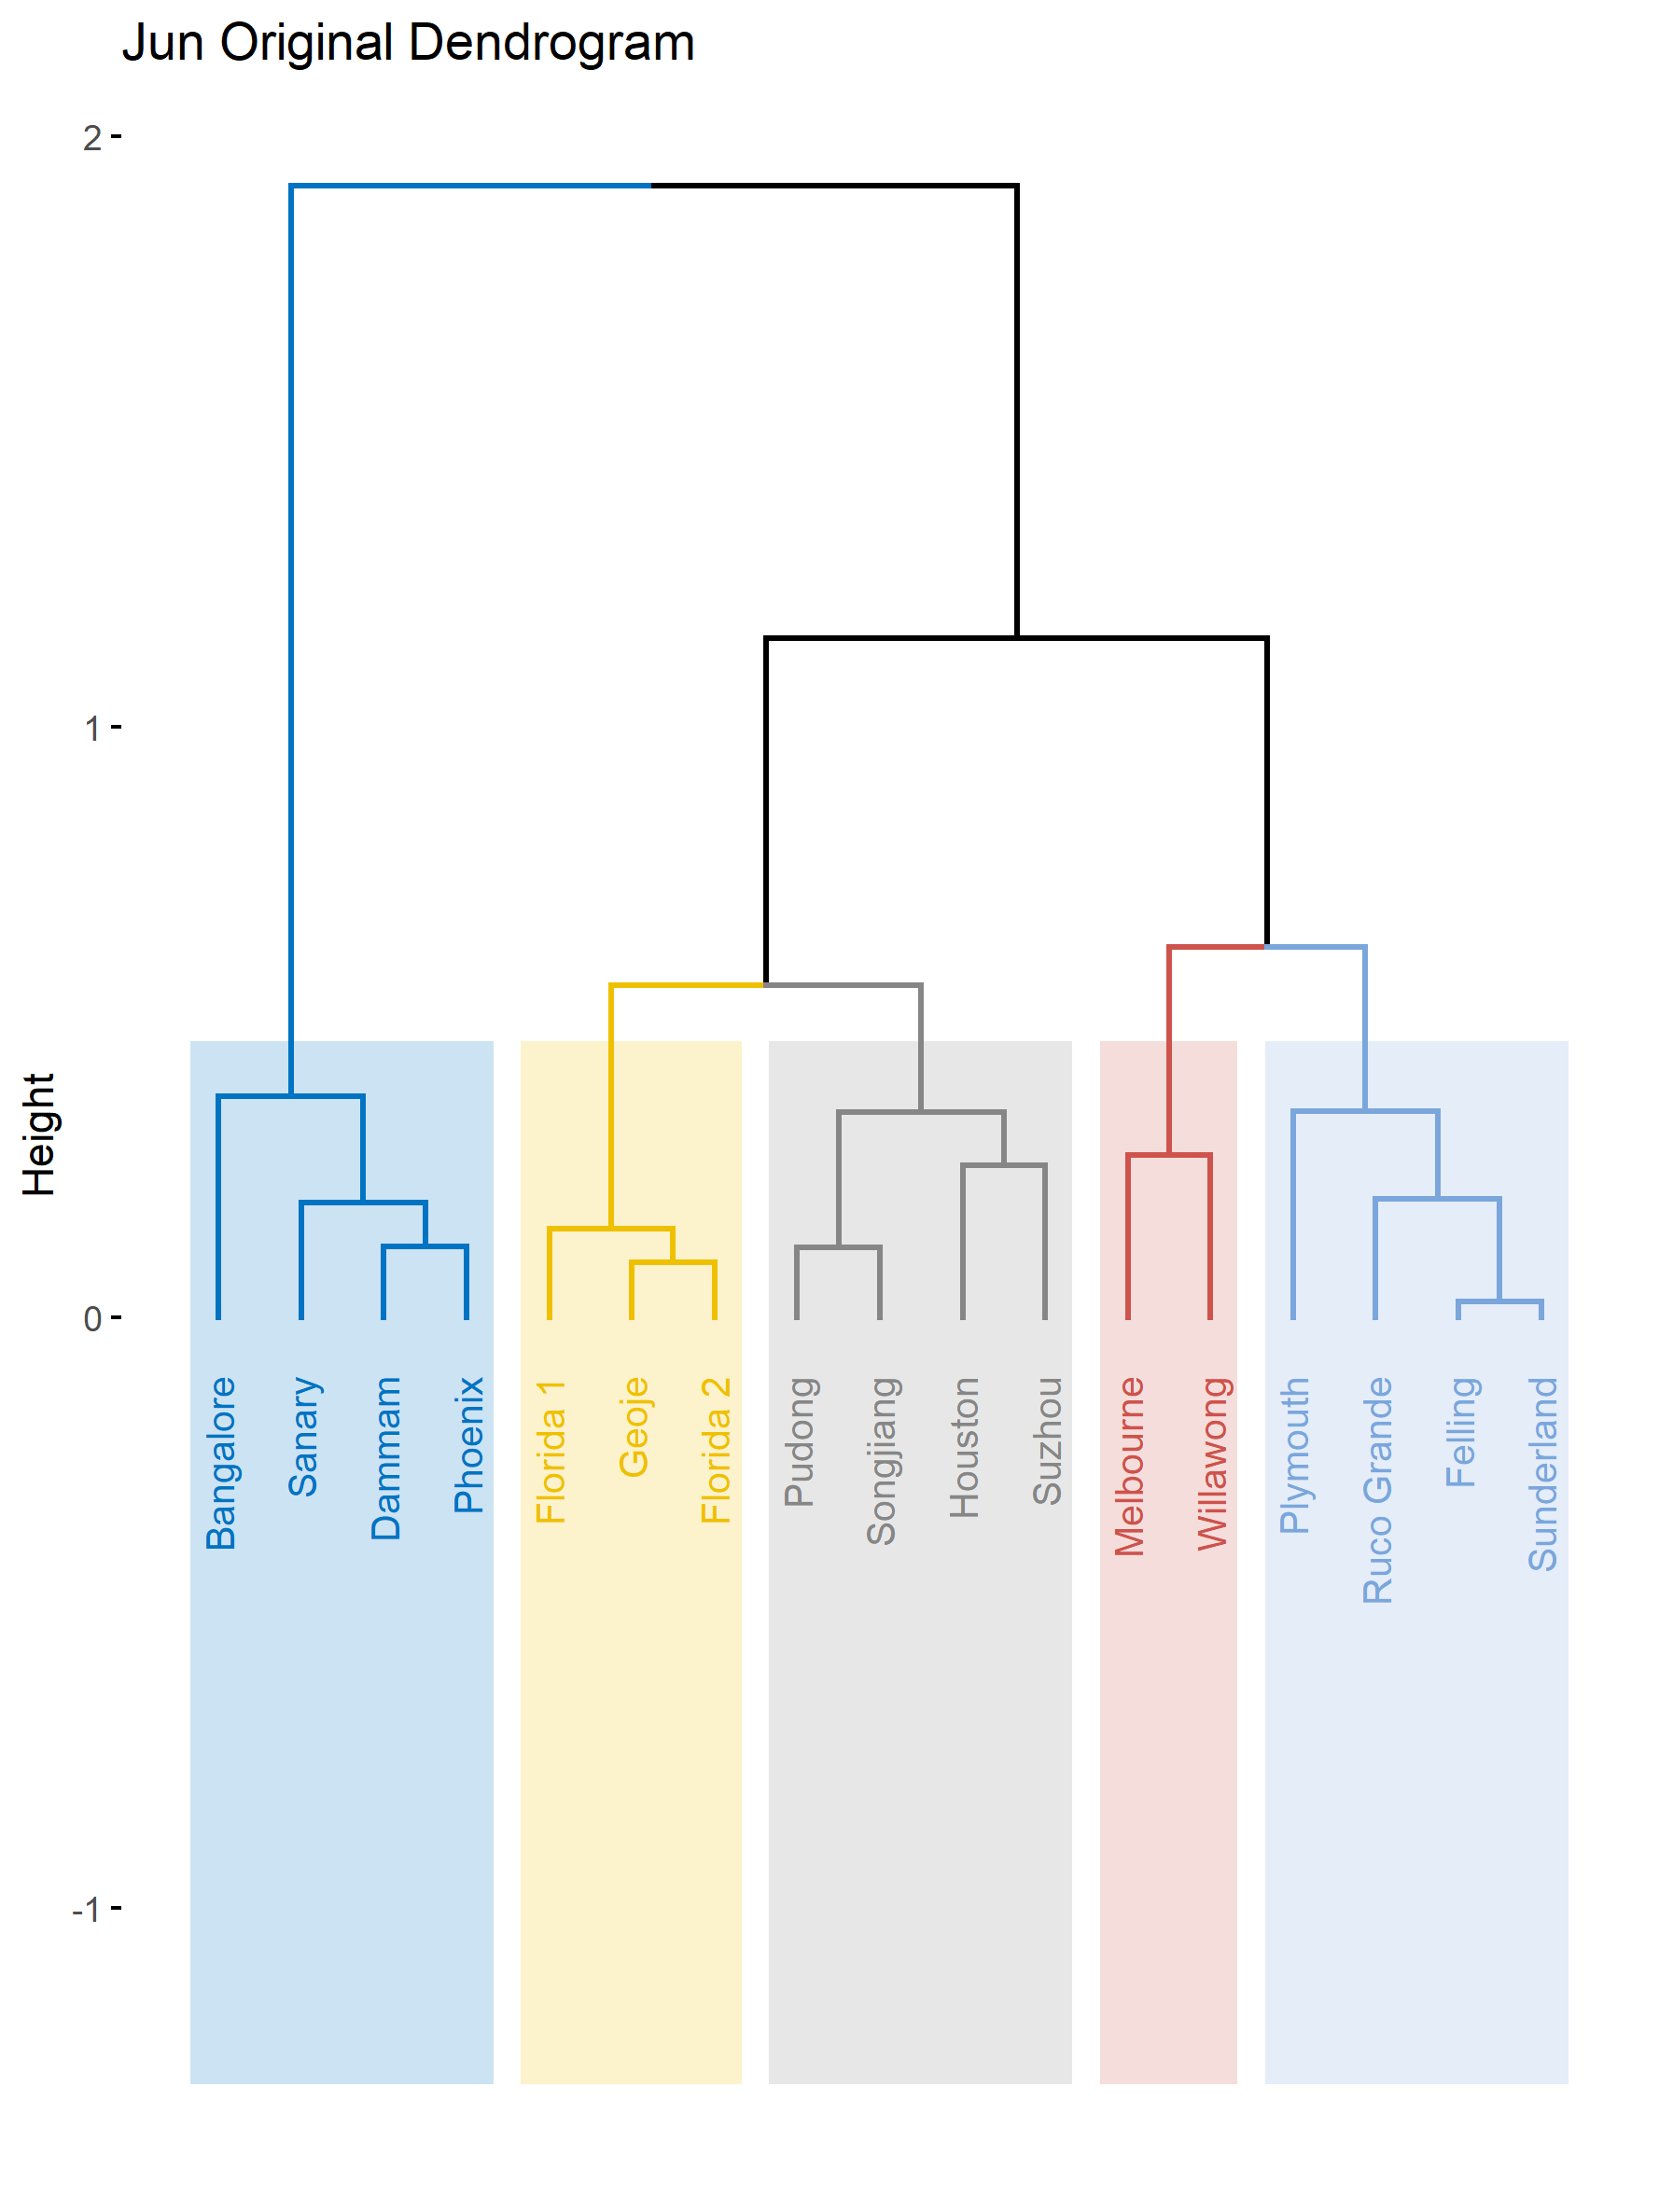 Jun Original Dendrogram
2
1
0
-1
Height
Bangalore
Sanary
Dammam
Phoenix
Florida 1
Geoje
Florida 2
Pudong
Songjiang
Houston
Suzhou
Melbourne
Willawong
Plymouth
Ruco Grande
Felling
Sunderland